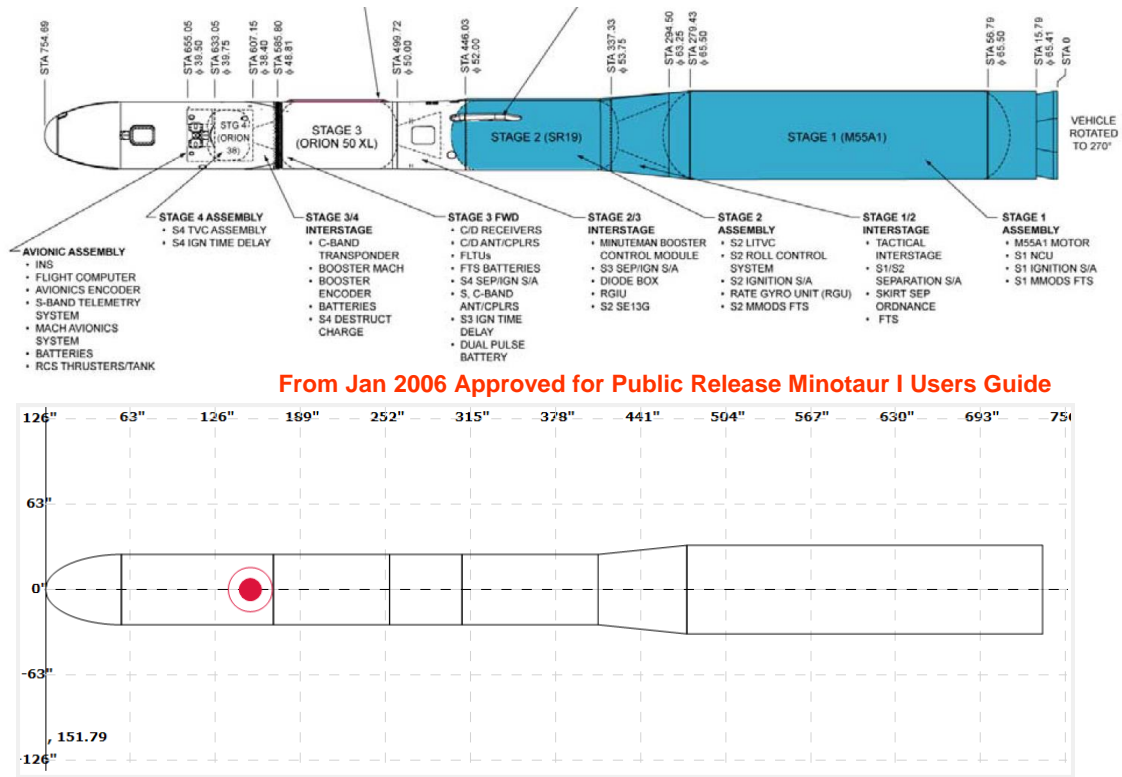 STA 754.69
STA 655.05
ϕ 39.50
STA 633.05
ϕ 39.75
STA 607.15
ϕ 38.40
STA 585.80
ϕ 48.81
STA 499.72
ϕ 50.00
STA 446.03
ϕ 52.00
STA 337.33
ϕ 53.75
STA 294.50
ϕ 63.25
STA 279.43
ϕ 65.50
STA 56.79
ϕ 65.50
STA 15.79
ϕ 65.41
STA 0
STG 4
(ORION
38)
STAGE 3
(ORION 50 XL)
STAGE 2 (SR19)
STAGE 1 (M55A1)
VEHICLE
ROTATED
TO 270°
AVIONIC ASSEMBLY
• INS
• FLIGHT COMPUTER
• AVIONICS ENCODER
• S-BAND TELEMETRY
SYSTEM
• MACH AVIONICS
SYSTEM
• BATTERIES
• RCS THRUSTERS/TANK
STAGE 4 ASSEMBLY
• S4 TVC ASSEMBLY
• S4 IGN TIME DELAY
STAGE 3/4
INTERSTAGE
• C-BAND
TRANSPONDER
• BOOSTER MACH
• BOOSTER
ENCODER
• BATTERIES
• S4 DESTRUCT
CHARGE
STAGE 3 FWD
• C/D RECEIVERS
• C/D ANT/CPLRS
• FLTUs
• FTS BATTERIES
• S4 SEP/IGN S/A
• S, C-BAND
ANT/CPLRS
• S3 IGN TIME
DELAY
• DUAL PULSE
BATTERY
STAGE 2/3
INTERSTAGE
• MINUTEMAN BOOSTER
CONTROL MODULE
• S3 SEP/IGN S/A
• DIODE BOX
• RGIU
• S2 SE13G
STAGE 2
ASSEMBLY
• S2 LITVC
• S2 ROLL CONTROL
SYSTEM
• S2 IGNITION S/A
• RATE GYRO UNIT (RGU)
• S2 MMODS FTS
STAGE 1/2
INTERSTAGE
• TACTICAL
INTERSTAGE
• S1/S2
SEPARATION S/A
• SKIRT SEP
ORDNANCE
• FTS
STAGE 1
ASSEMBLY
• M55A1 MOTOR
• S1 NCU
• S1 IGNITION S/A
• S1 MMODS FTS
From Jan 2006 Approved for Public Release Minotaur I Users Guide
126" 63" 126" 189" 252" 315" 378" 441" 504" 567" 630" 693"
63"
0"
-63"
, 151.79
-126"